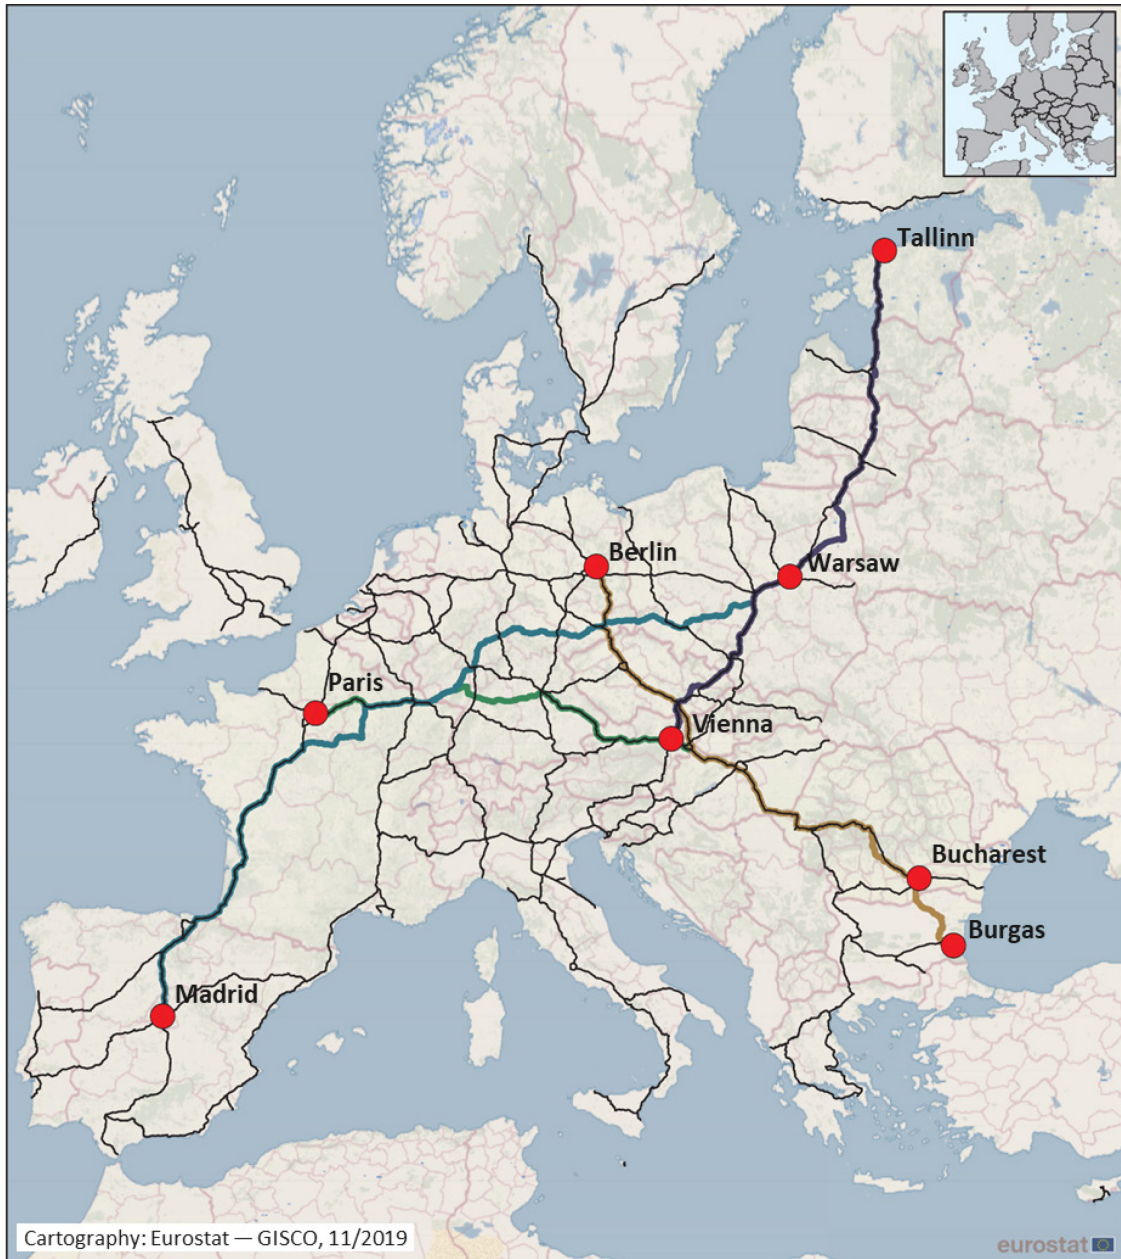 Tallinn
Berlin
Warsaw
Paris
Vienna
Bucharest
Burgas
Madrid
Cartography: Eurostat — GISCO, 11/2019
eurostat